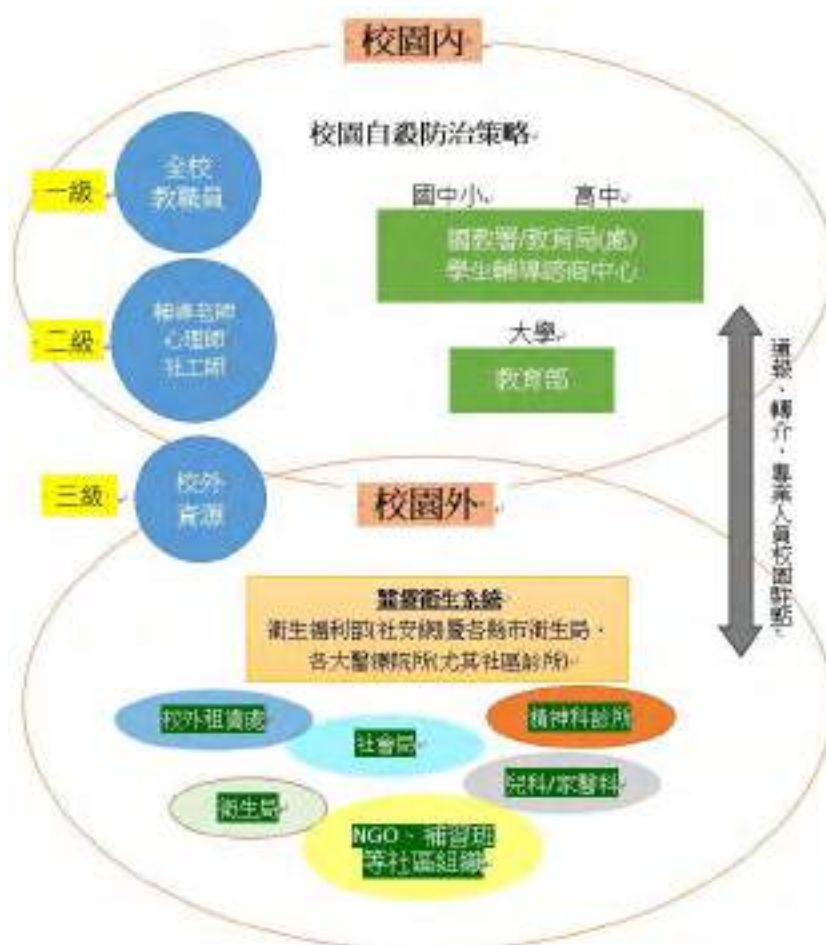 校園內
校園自殺防治策略
一級
全校
教職員
國中小
高中
國教署/教育局(處)
學生輔導諮商中心
二級
輔導老師
心理師
社工師
大學
教育部
通報、轉介、專業人員校園駐點
三級
校外
資源
校園外
醫療衛生系統
衛生福利部(社安網)暨各縣市衛生局、
各大醫療院所(尤其社區診所)
校外租賃處
社會局
精神科診所
衛生局
兒科/家醫科
NGO、補習班
等社區組織